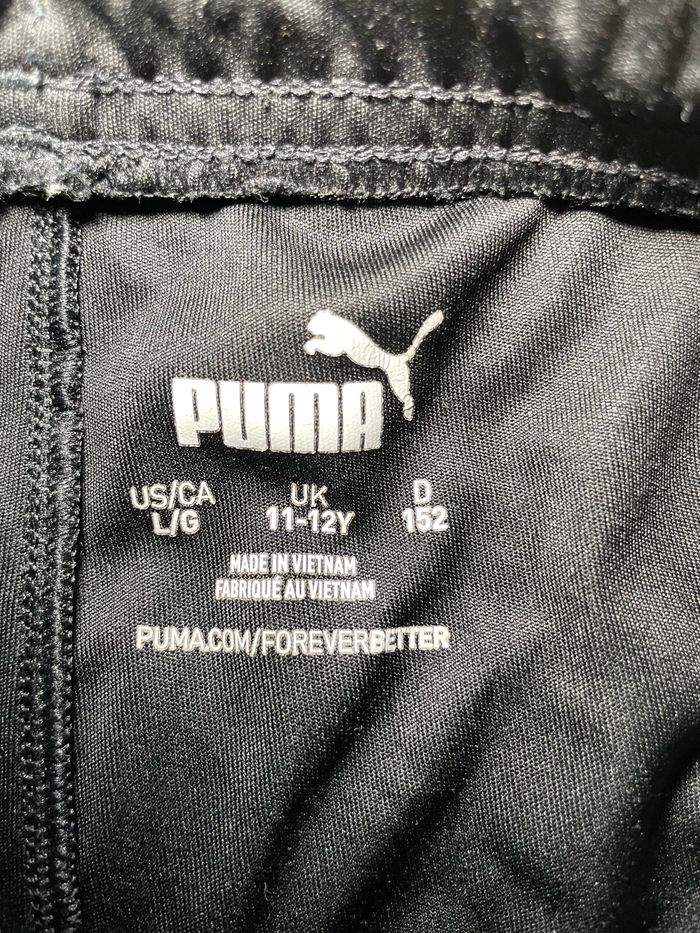 PUMA
US/CA UK D
L/G 11-12Y 152
MADE IN VIETNAM
FABRIQUÉ AU VIETNAM
PUMA.COM/FOREVERBETTER